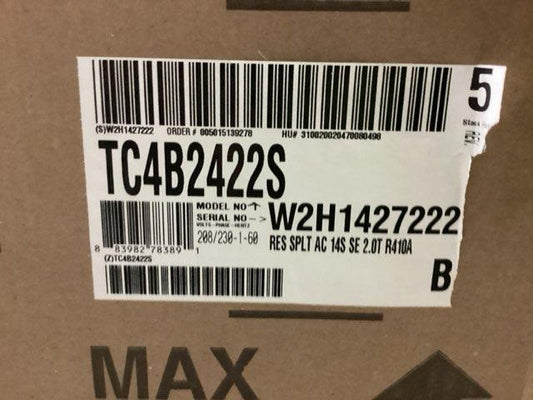 5
(S)W2H1427222 ORDER # 005015139278 HU# 310020020470080498
REV.
TC4B2422S
MODEL NO ↑
SERIAL NO -> W2H1427222
VOLTS - PHASE - HERTZ
208/230-1-60 RES SPLT AC 14S SE 2.0T R410A
8 83982 78389 1
(Z)TC4B2422S
B
MAX